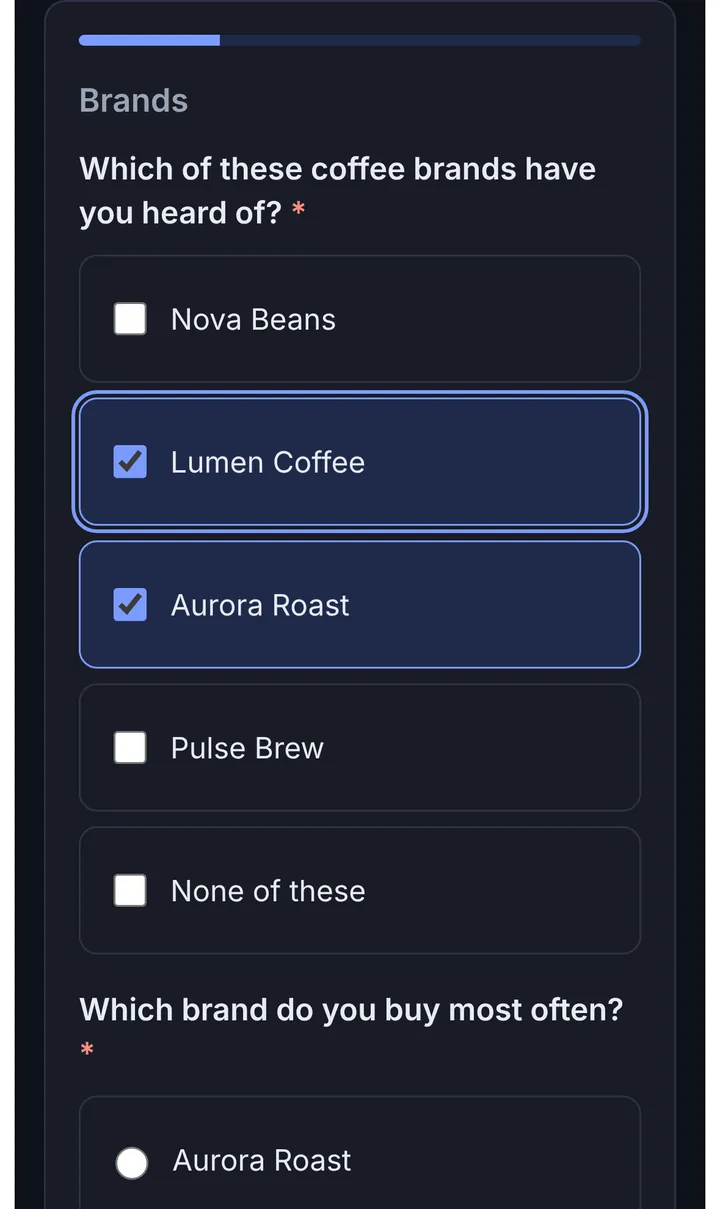 Brands
Which of these coffee brands have
you heard of? *
Nova Beans
Lumen Coffee
Aurora Roast
Pulse Brew
None of these
Which brand do you buy most often?
*
Aurora Roast